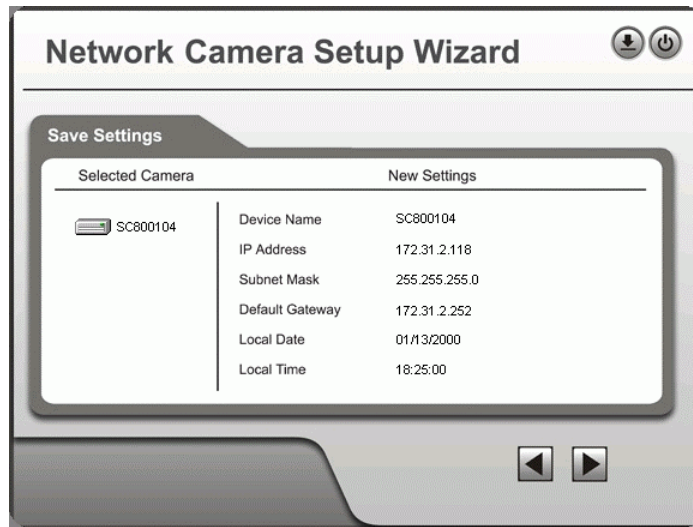 Network Camera Setup Wizard
Save Settings
Selected Camera New Settings
SC800104
Device Name SC800104
IP Address 172.31.2.118
Subnet Mask 255.255.255.0
Default Gateway 172.31.2.252
Local Date 01/13/2000
Local Time 18:25:00